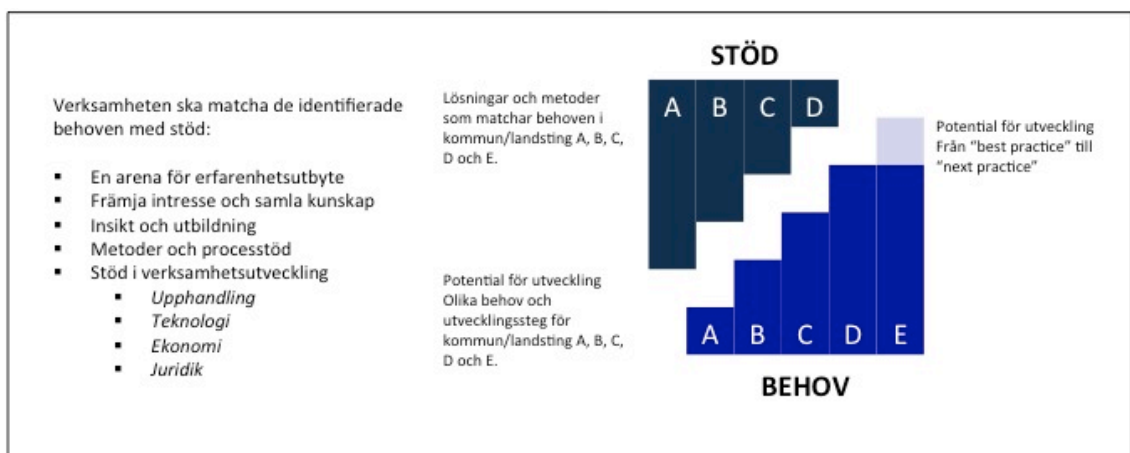 Verksamheten ska matcha de identifierade
behoven med stöd:
▪ En arena för erfarenhetsutbyte
▪ Främja intresse och samla kunskap
▪ Insikt och utbildning
▪ Metoder och processtöd
▪ Stöd i verksamhetsutveckling
▪ Upphandling
▪ Teknologi
▪ Ekonomi
▪ Juridik
Lösningar och metoder
som matchar behoven i
kommun/landsting A, B, C,
D och E.
Potential för utveckling
Olika behov och
utvecklingssteg för
kommun/landsting A, B, C,
D och E.
STÖD
A B C D
A B C D E
BEHOV
Potential för utveckling
Från "best practice" till
"next practice"